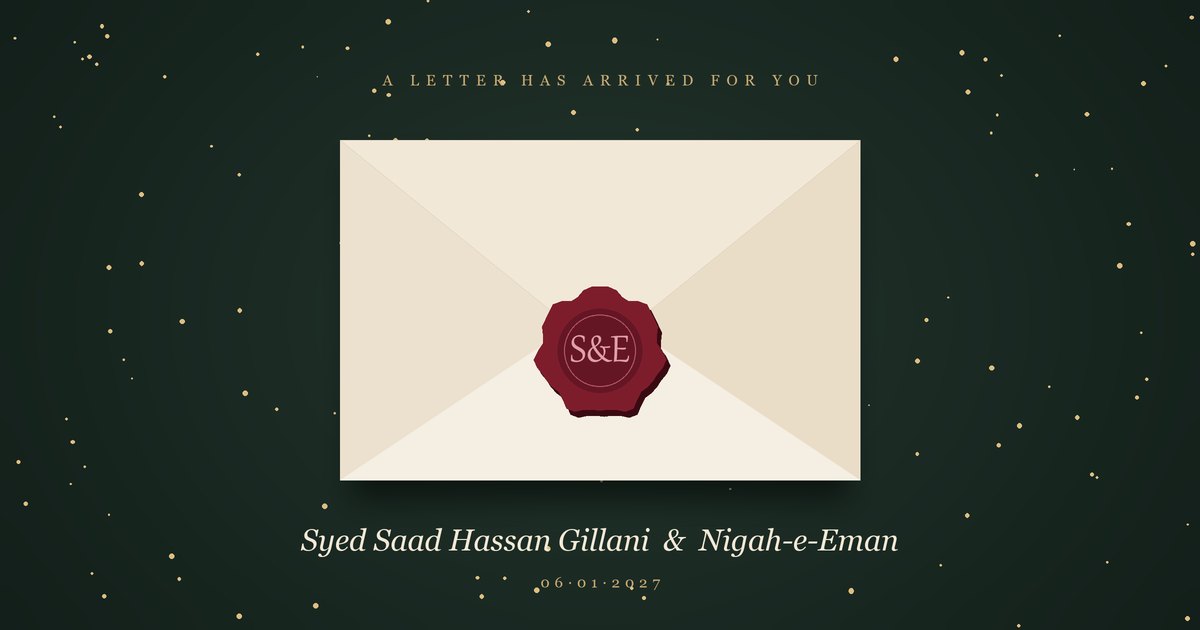 A LETTER HAS ARRIVED FOR YOU
S&E
Syed Saad Hassan Gillani & Nigah-e-Eman
06·01·2027